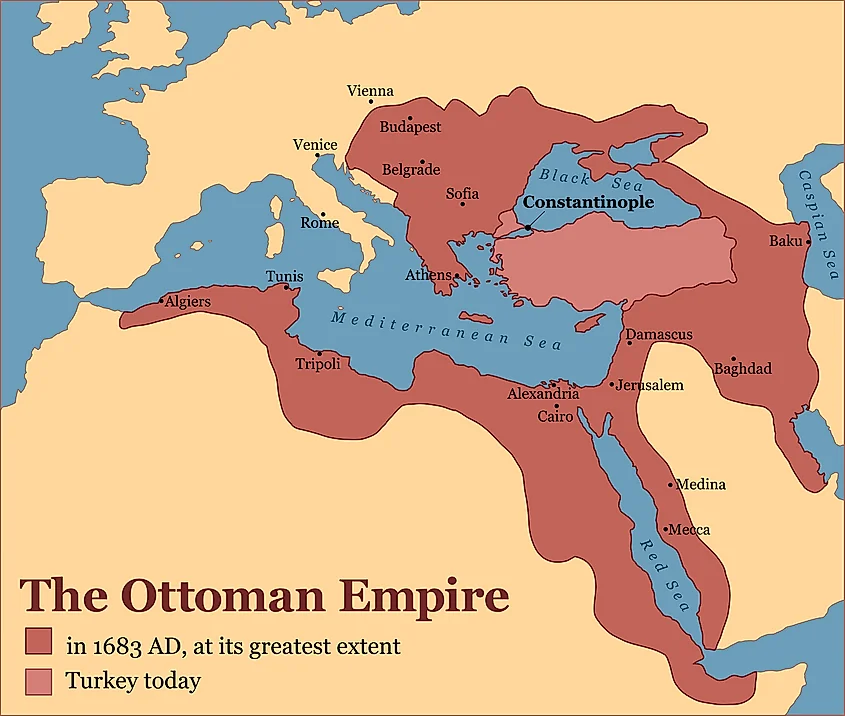 Vienna
Budapest
Venice
Belgrade
Black Sea
Caspian Sea
Sofia
Constantinople
Rome
Baku
Athens
Tunis
Algiers
Mediterranean Sea
Damascus
Tripoli
Baghdad
Jerusalem
Alexandria
Cairo
Medina
Mecca
Red Sea
The Ottoman Empire
in 1683 AD, at its greatest extent
Turkey today